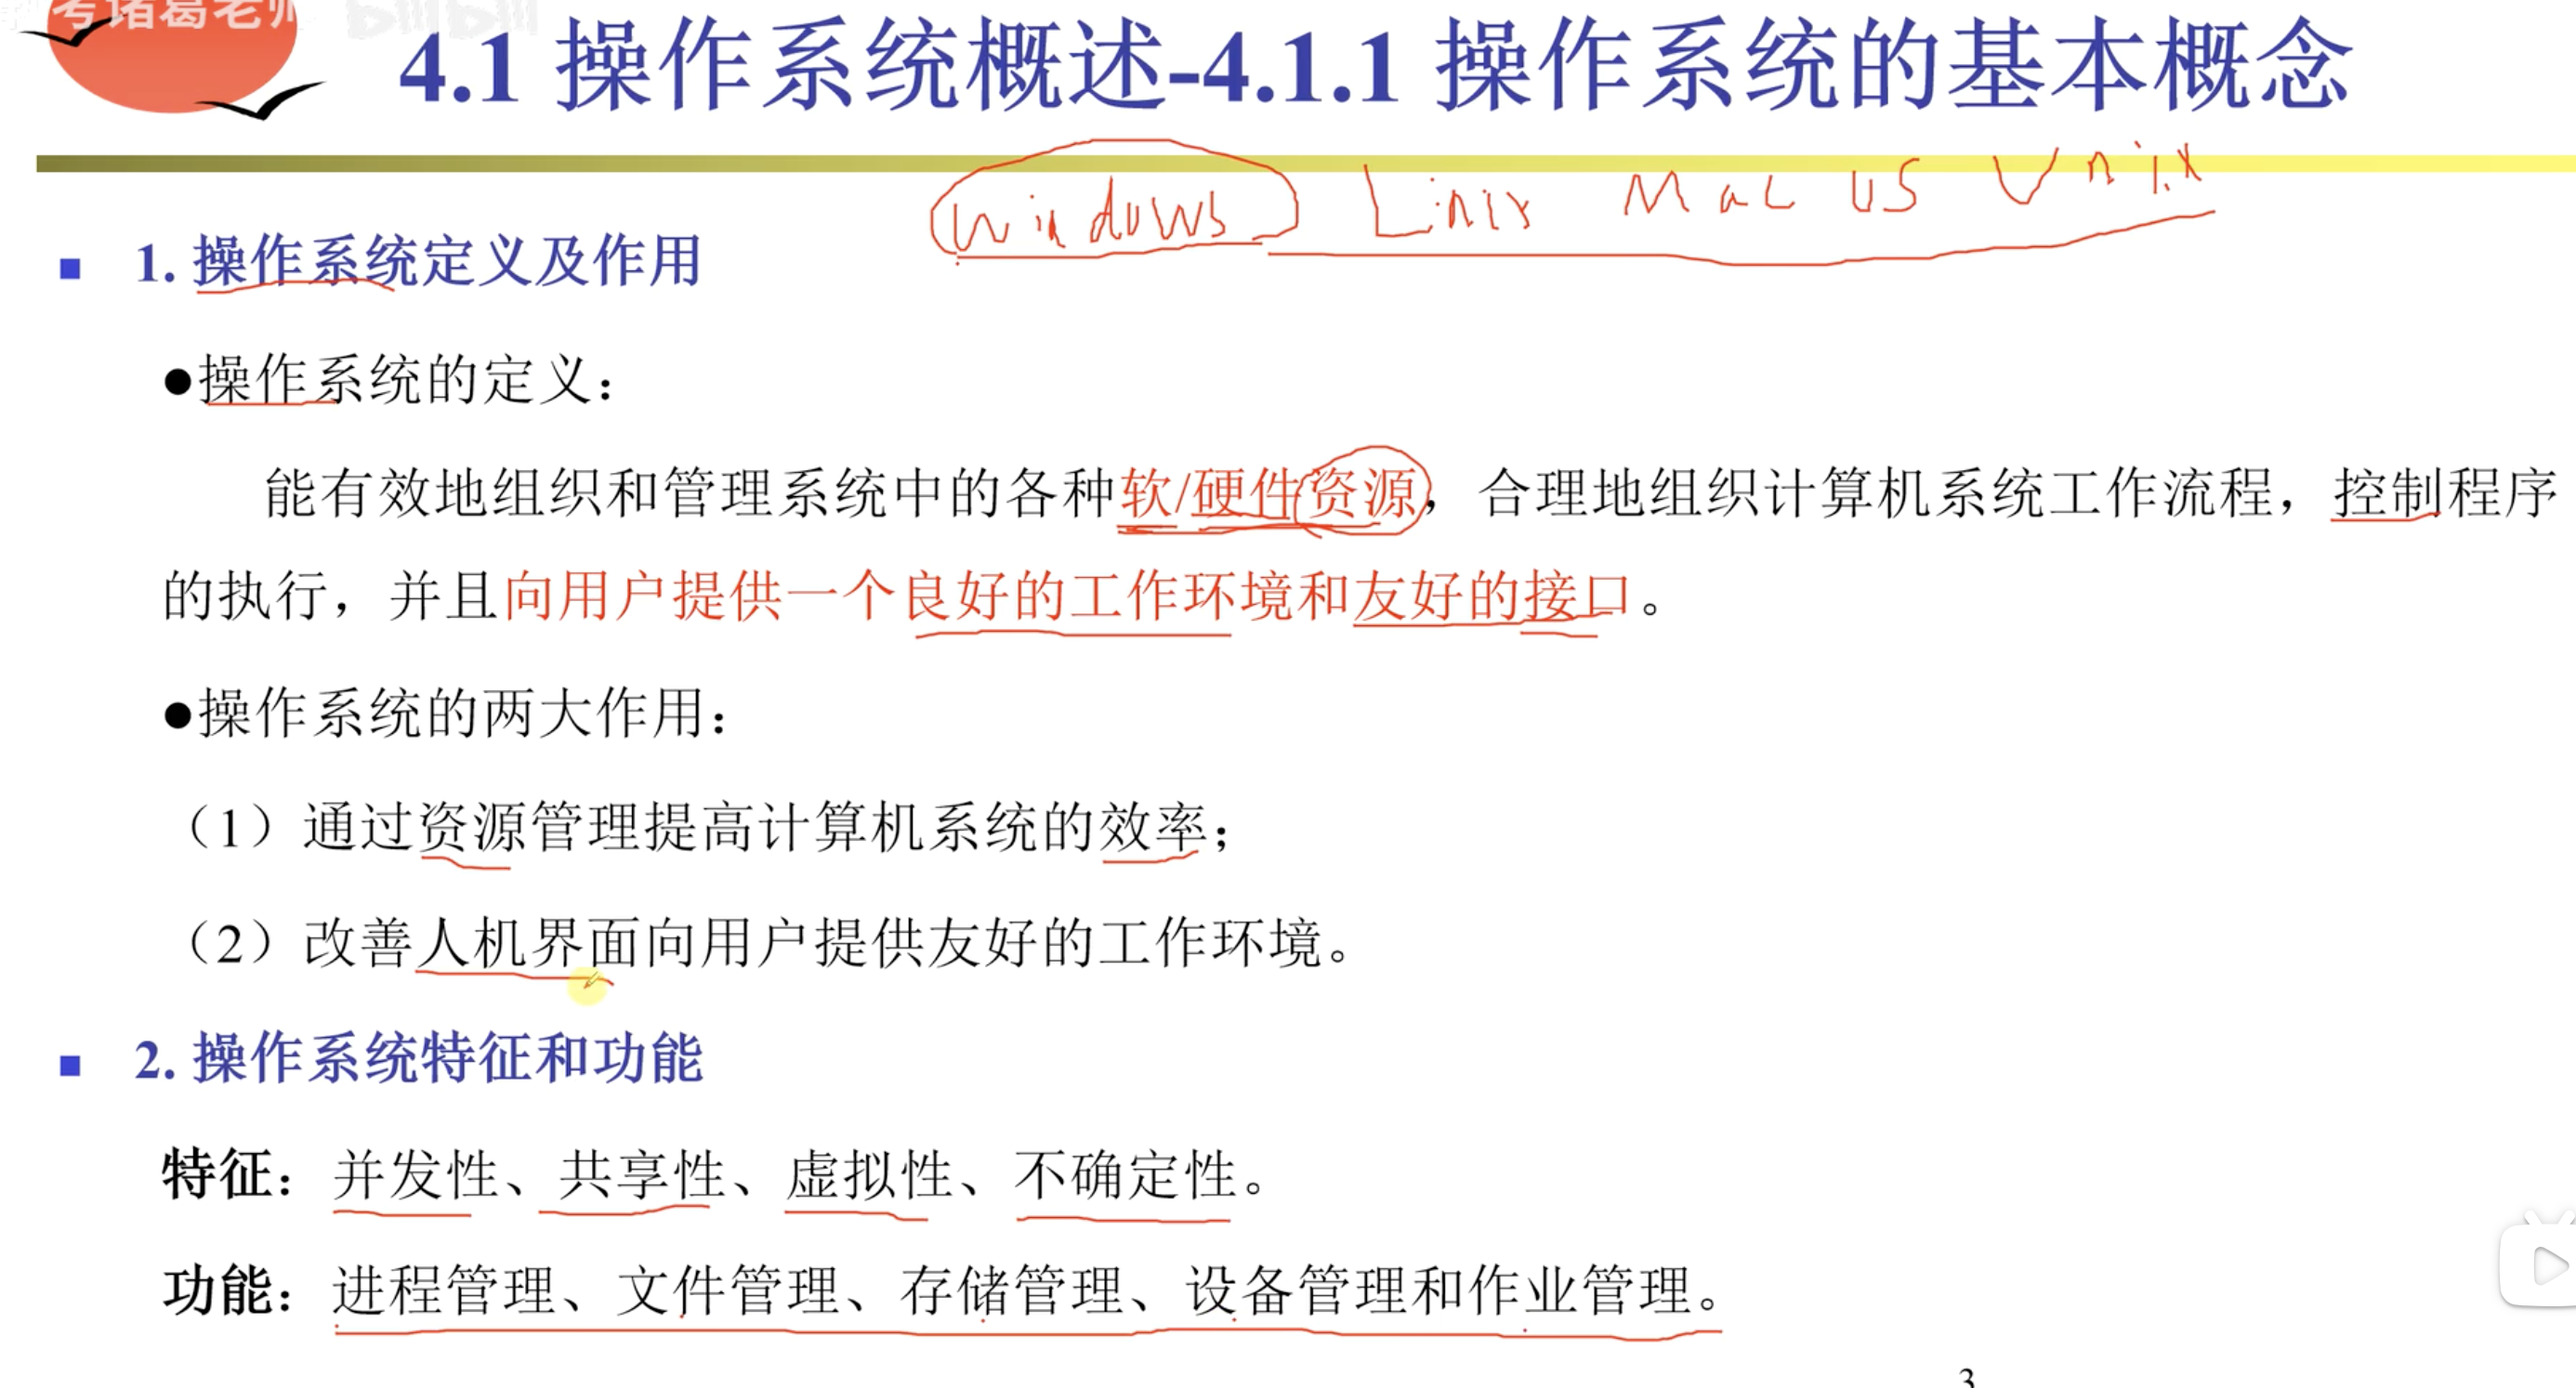 考诸葛老师 bilibili
4.1 操作系统概述-4.1.1 操作系统的基本概念
windows Linix Mac US Unix
1. 操作系统定义及作用
●操作系统的定义：
能有效地组织和管理系统中的各种软/硬件资源，合理地组织计算机系统工作流程，控制程序
的执行，并且向用户提供一个良好的工作环境和友好的接口。
●操作系统的两大作用：
（1）通过资源管理提高计算机系统的效率；
（2）改善人机界面向用户提供友好的工作环境。
2. 操作系统特征和功能
特征：并发性、共享性、虚拟性、不确定性。
功能：进程管理、文件管理、存储管理、设备管理和作业管理。
3